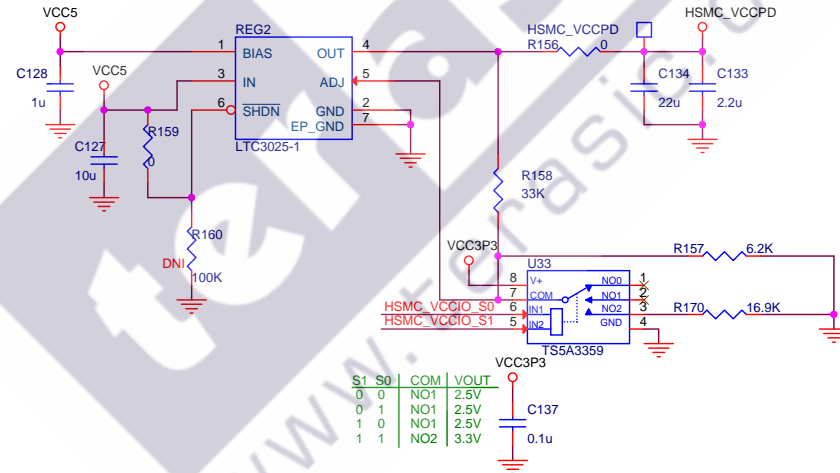 VCC5
REG2
HSMC_VCCPD
HSMC_VCCPD
1 BIAS OUT 4
R156 0
C128
1u
VCC5
3 IN ADJ 5
C134
22u
C133
2.2u
6 SHDN GND 2
EP_GND 7
LTC3025-1
R159
0
C127
10u
R158
33K
R160
DNI
100K
VCC3P3
U33
R157 6.2K
8 V+ NO0 1
7 COM NO1 2
HSMC_VCCIO_S0 6 IN1 NO2 3
R170 16.9K
HSMC_VCCIO_S1 5 IN2 GND 4
TS5A3359
VCC3P3
S1 S0 COM VOUT
0 0 NO1 2.5V
0 1 NO1 2.5V
1 0 NO1 2.5V
1 1 NO2 3.3V
C137
0.1u
www.terasic.co